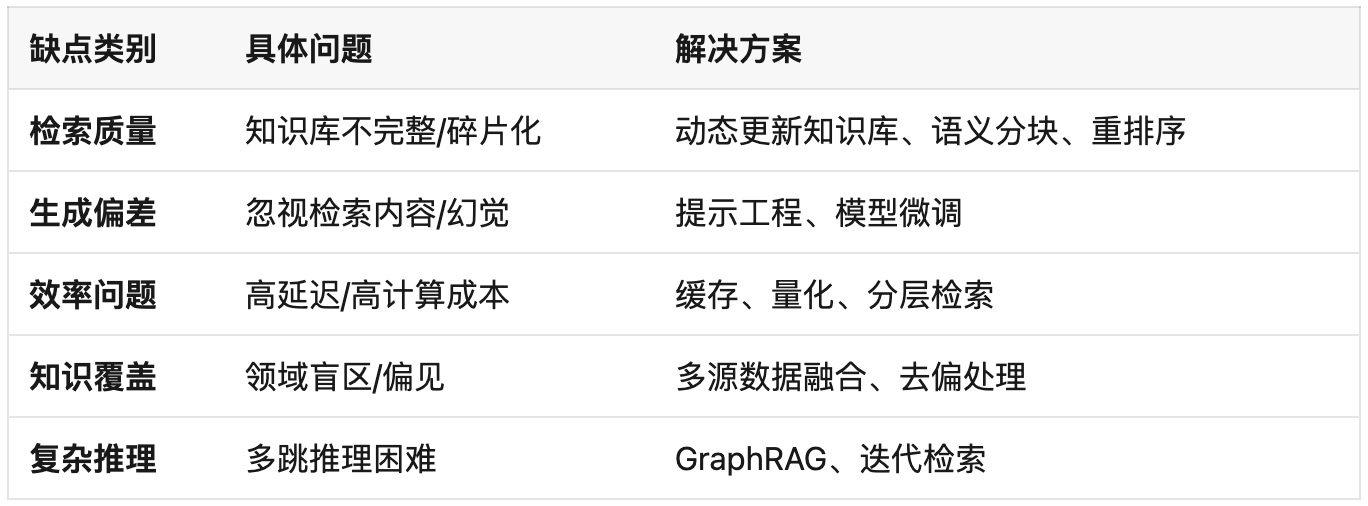 缺点类别 具体问题 解决方案
检索质量 知识库不完整/碎片化 动态更新知识库、语义分块、重排序
生成偏差 忽视检索内容/幻觉 提示工程、模型微调
效率问题 高延迟/高计算成本 缓存、量化、分层检索
知识覆盖 领域盲区/偏见 多源数据融合、去偏处理
复杂推理 多跳推理困难 GraphRAG、迭代检索